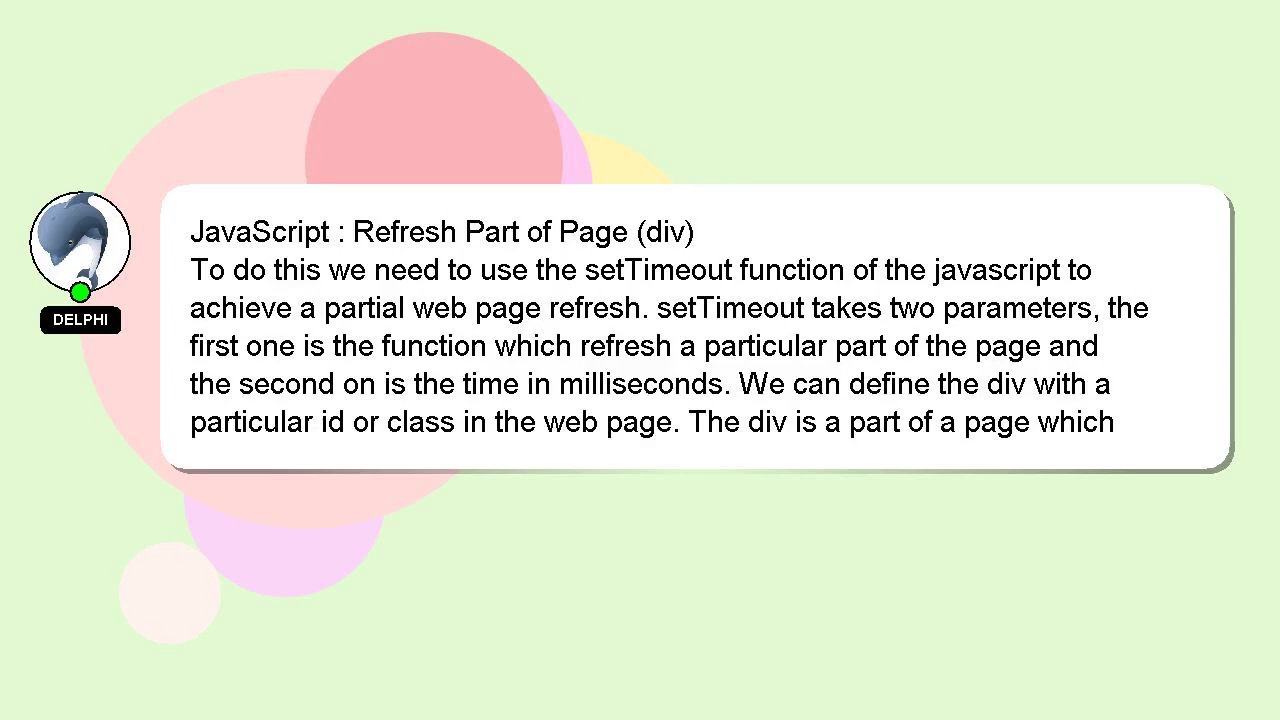 JavaScript : Refresh Part of Page (div)
To do this we need to use the setTimeout function of the javascript to
achieve a partial web page refresh. setTimeout takes two parameters, the
first one is the function which refresh a particular part of the page and
the second on is the time in milliseconds. We can define the div with a
particular id or class in the web page. The div is a part of a page which
DELPHI